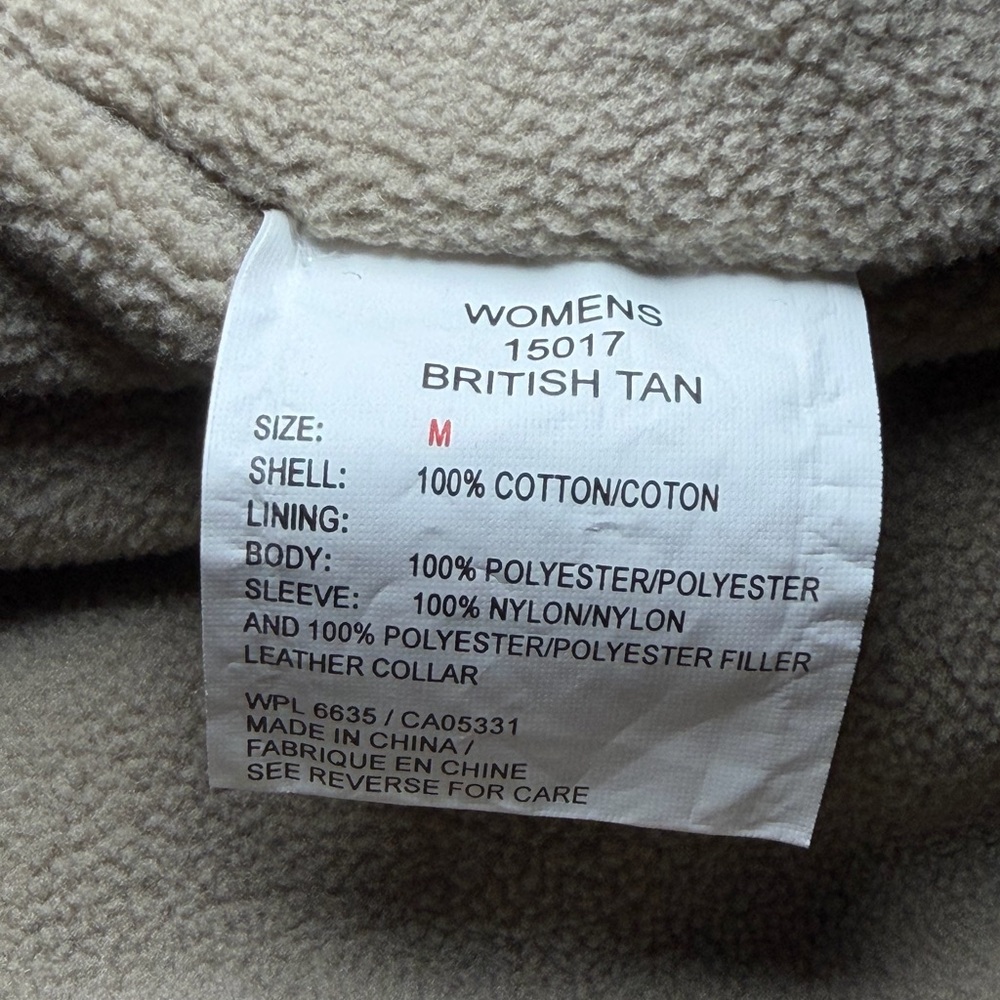 WOMENS
15017
BRITISH TAN
SIZE: M
SHELL: 100% COTTON/COTON
LINING:
BODY: 100% POLYESTER/POLYESTER
SLEEVE: 100% NYLON/NYLON
AND 100% POLYESTER/POLYESTER FILLER
LEATHER COLLAR
WPL 6635 / CA05331
MADE IN CHINA /
FABRIQUE EN CHINE
SEE REVERSE FOR CARE